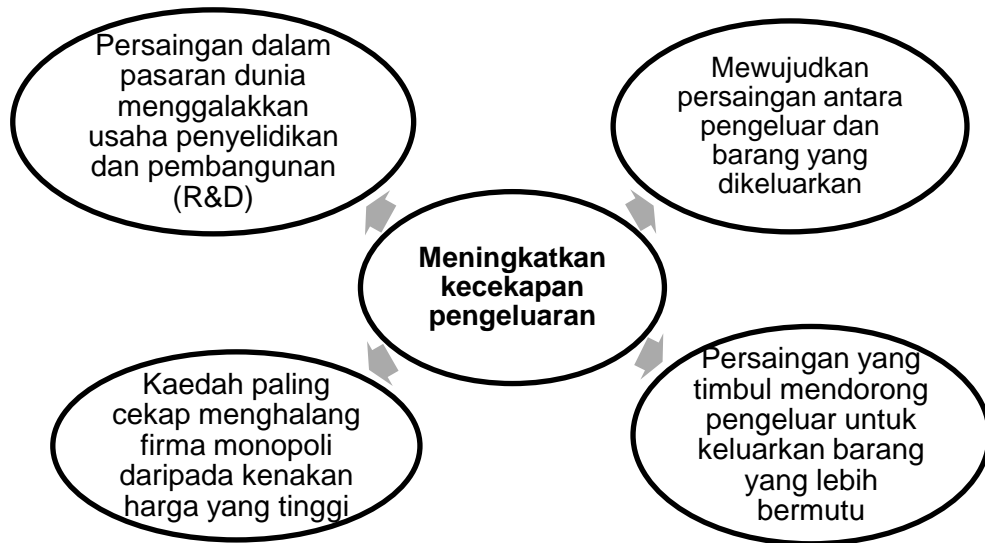 Persaingan dalam
pasaran dunia
menggalakkan
usaha penyelidikan
dan pembangunan
(R&D)
Mewujudkan
persaingan antara
pengeluar dan
barang yang
dikeluarkan
Meningkatkan
kecekapan
pengeluaran
Kaedah paling
cekap menghalang
firma monopoli
daripada kenakan
harga yang tinggi
Persaingan yang
timbul mendorong
pengeluar untuk
keluarkan barang
yang lebih
bermutu